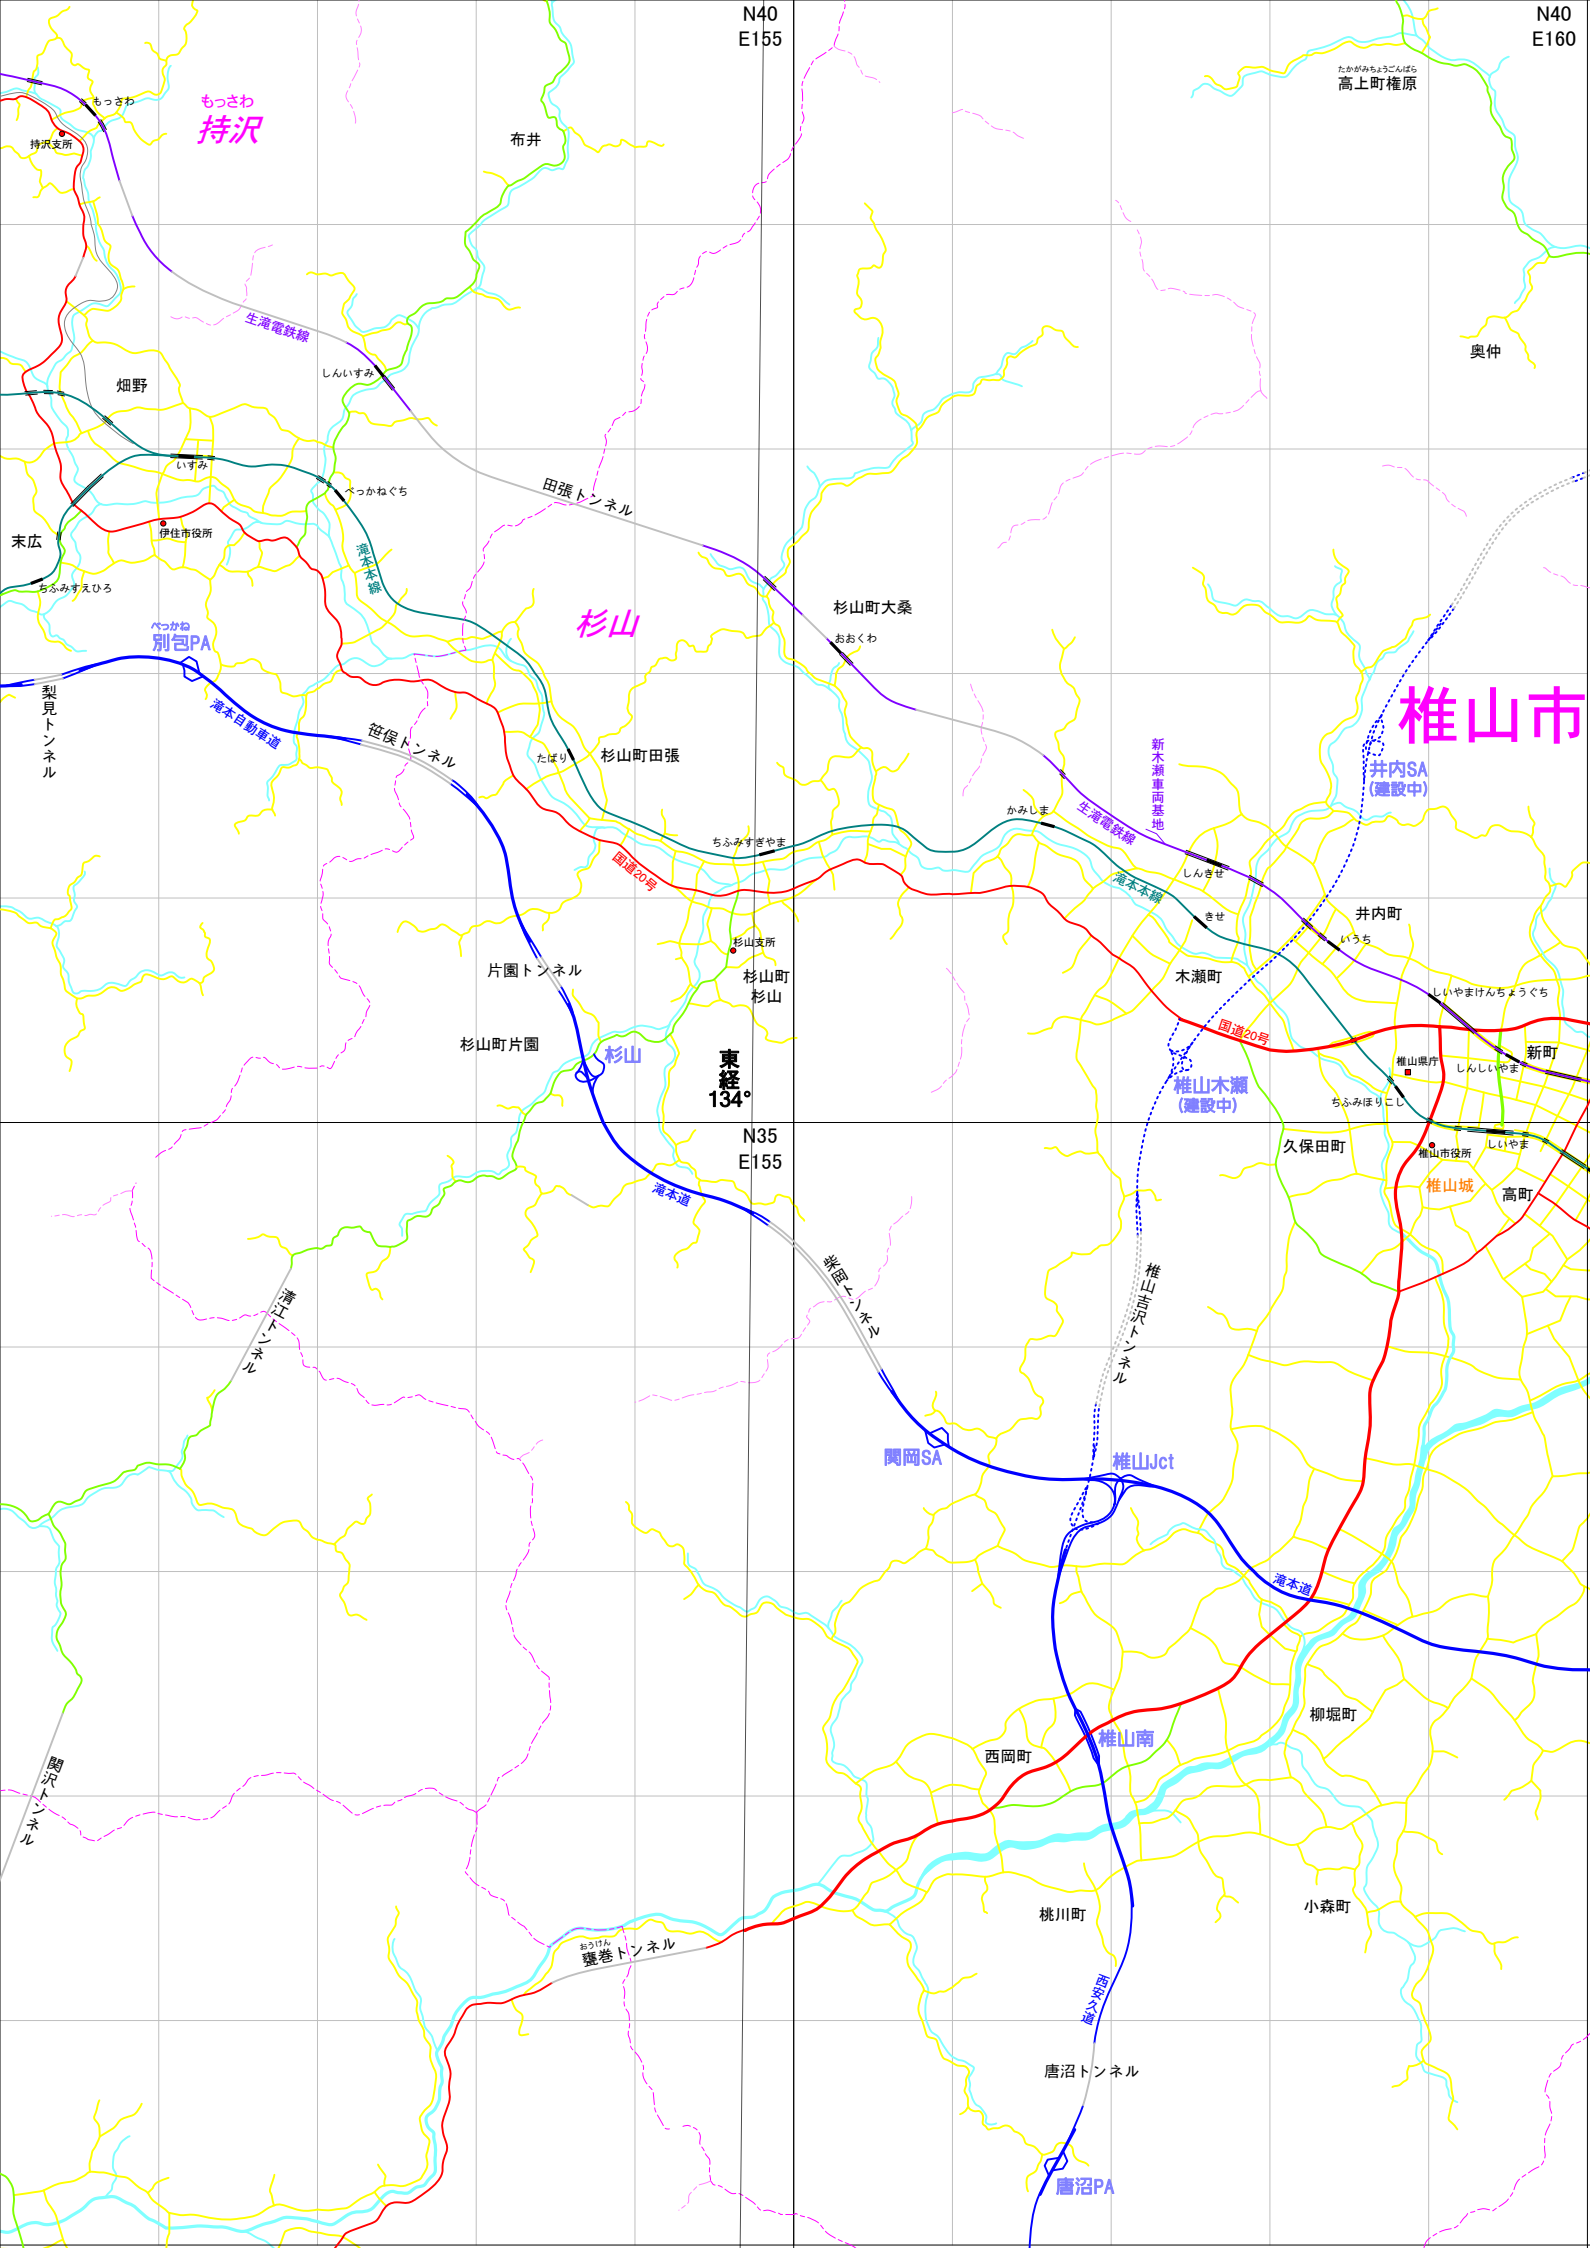 N40
E155
N40
E160
たかがみちょうごんぱら
高上町権原
もっさわ
もっさわ
持沢
持沢支所
布井
生滝電鉄線
しんいすみ
奥仲
畑野
いすみ
べっかねぐち
田張トンネル
伊住市役所
末広
ちふみすえひろ
滝本本線
杉山
杉山町大桑
おおくわ
べっかね
別包PA
梨見トンネル
滝本自動車道
笹俣トンネル
たばり
杉山町田張
椎山市
新木瀬車両基地
井内SA
(建設中)
かみしま
生滝電鉄線
ちふみすぎやま
国道20号
しんきせ
滝本本線
きせ
井内町
いうち
杉山支所
片園トンネル
杉山町
杉山
木瀬町
しいやまけんちょうぐち
国道20号
杉山町片園
杉山
東経
134°
椎山木瀬
(建設中)
椎山県庁
新町
しんしいやま
ちふみほりこし
N35
E155
久保田町
しいやま
椎山市役所
椎山城
高町
滝本道
清江トンネル
柴岡トンネル
椎山吉沢トンネル
関岡SA
椎山Jct
滝本道
柳堀町
椎山南
西岡町
関沢トンネル
桃川町
小森町
おうけん
甕巻トンネル
西安久道
唐沼トンネル
唐沼PA